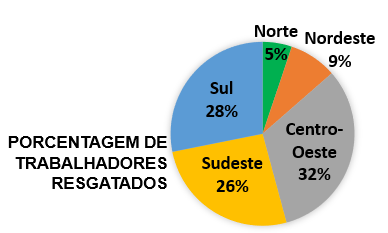 Norte
5%
Nordeste
9%
Sul
28%
Centro-
Oeste
32%
Sudeste
26%
PORCENTAGEM DE
TRABALHADORES
RESGATADOS